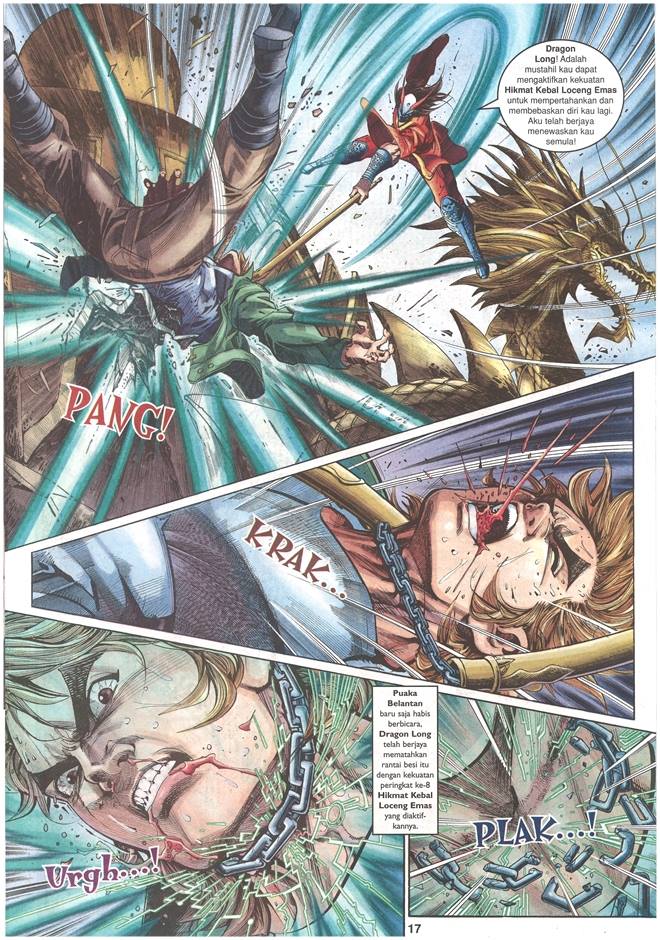 Dragon
Long! Adalah
mustahil kau dapat
mengaktifkan kekuatan
Hikmat Kebal Loceng Emas
untuk mempertahankan dan
membebaskan diri kau lagi.
Aku telah berjaya
menewaskan kau
semula!
PANG!
KRAK...
Puaka
Belantan
baru saja habis
berbicara,
Dragon Long
telah berjaya
mematahkan
rantai besi itu
dengan kekuatan
peringkat ke-8
Hikmat Kebal
Loceng Emas
yang diaktif-
kannya.
Urgh...!
PLAK...!
17